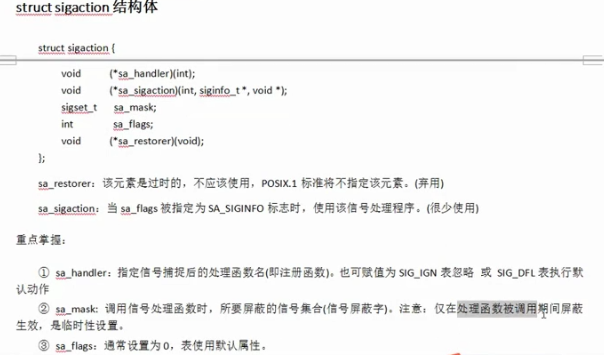 struct sigaction 结构体
struct sigaction {
void (*sa_handler)(int);
void (*sa_sigaction)(int, siginfo_t *, void *);
sigset_t sa_mask;
int sa_flags;
void (*sa_restorer)(void);
};
sa_restorer：该元素是过时的，不应该使用，POSIX.1 标准将不指定该元素。(弃用)
sa_sigaction：当 sa_flags 被指定为 SA_SIGINFO 标志时，使用该信号处理程序。(很少使用)
重点掌握：
① sa_handler：指定信号捕捉后的处理函数名(即注册函数)。也可赋值为 SIG_IGN 表忽略 或 SIG_DFL 表执行默
认动作
② sa_mask: 调用信号处理函数时，所要屏蔽的信号集合(信号屏蔽字)。注意：仅在处理函数被调用期间屏蔽
生效，是临时性设置。
③ sa_flags：通常设置为 0，表使用默认属性。